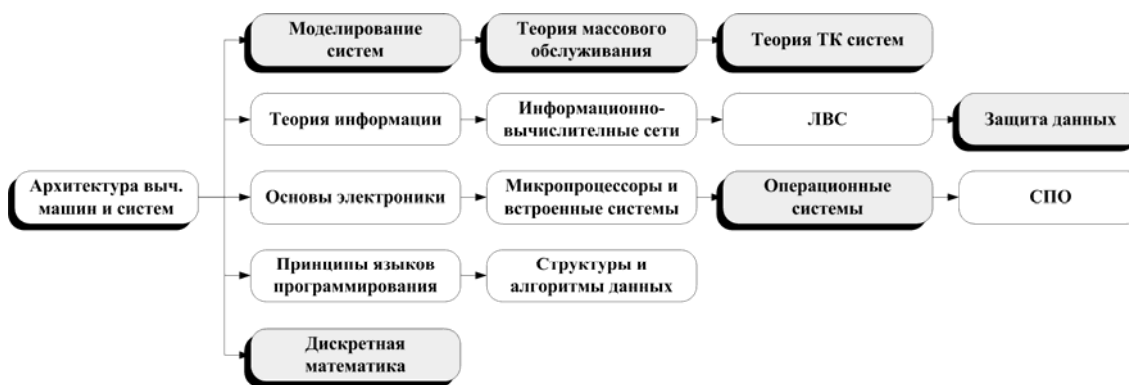 Моделирование
систем
Теория массового
обслуживания
Теория ТК систем
Теория информации
Информационно-
вычислителные сети
ЛВС
Защита данных
Архитектура выч.
машин и систем
Основы электроники
Микропроцессоры и
встроенные системы
Операционные
системы
СПО
Принципы языков
программирования
Структуры и
алгоритмы данных
Дискретная
математика